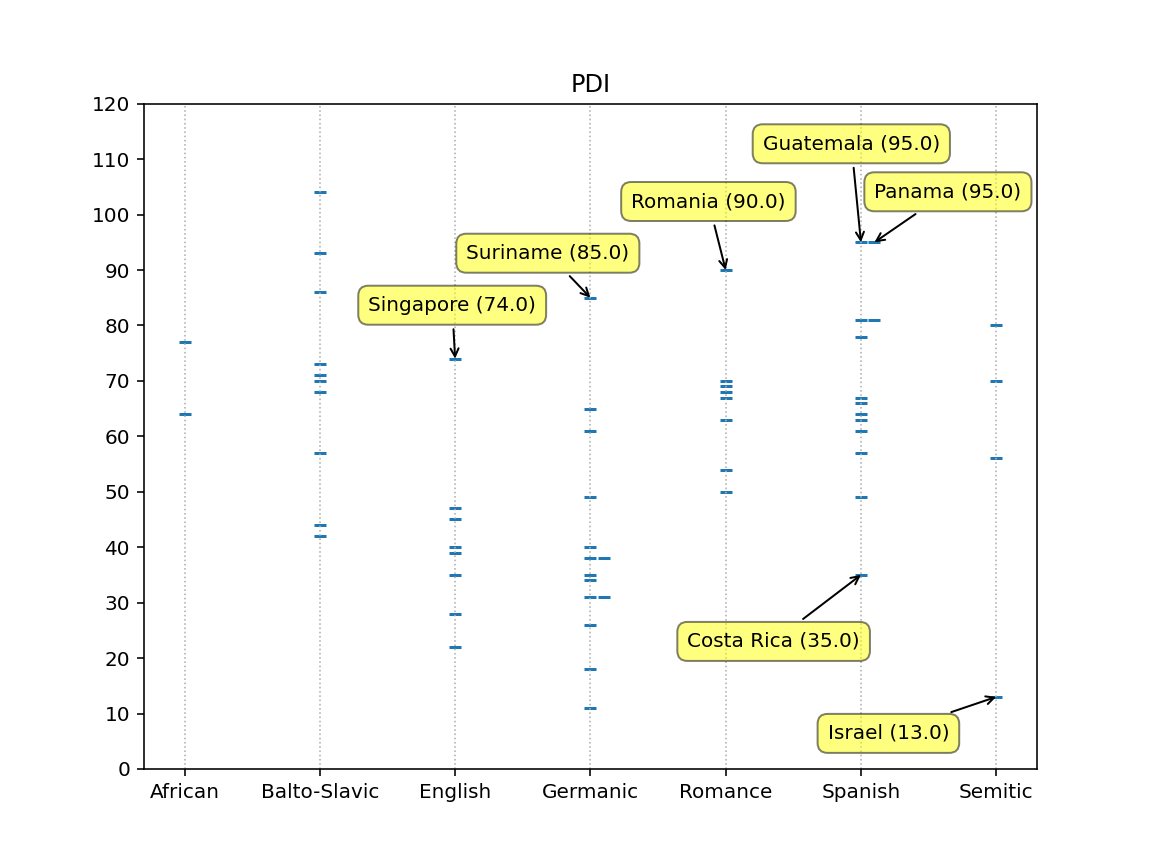 PDI
120
110
100
90
80
70
60
50
40
30
20
10
0
Guatemala (95.0)
Panama (95.0)
Romania (90.0)
Suriname (85.0)
Singapore (74.0)
Costa Rica (35.0)
Israel (13.0)
African
Balto-Slavic
English
Germanic
Romance
Spanish
Semitic